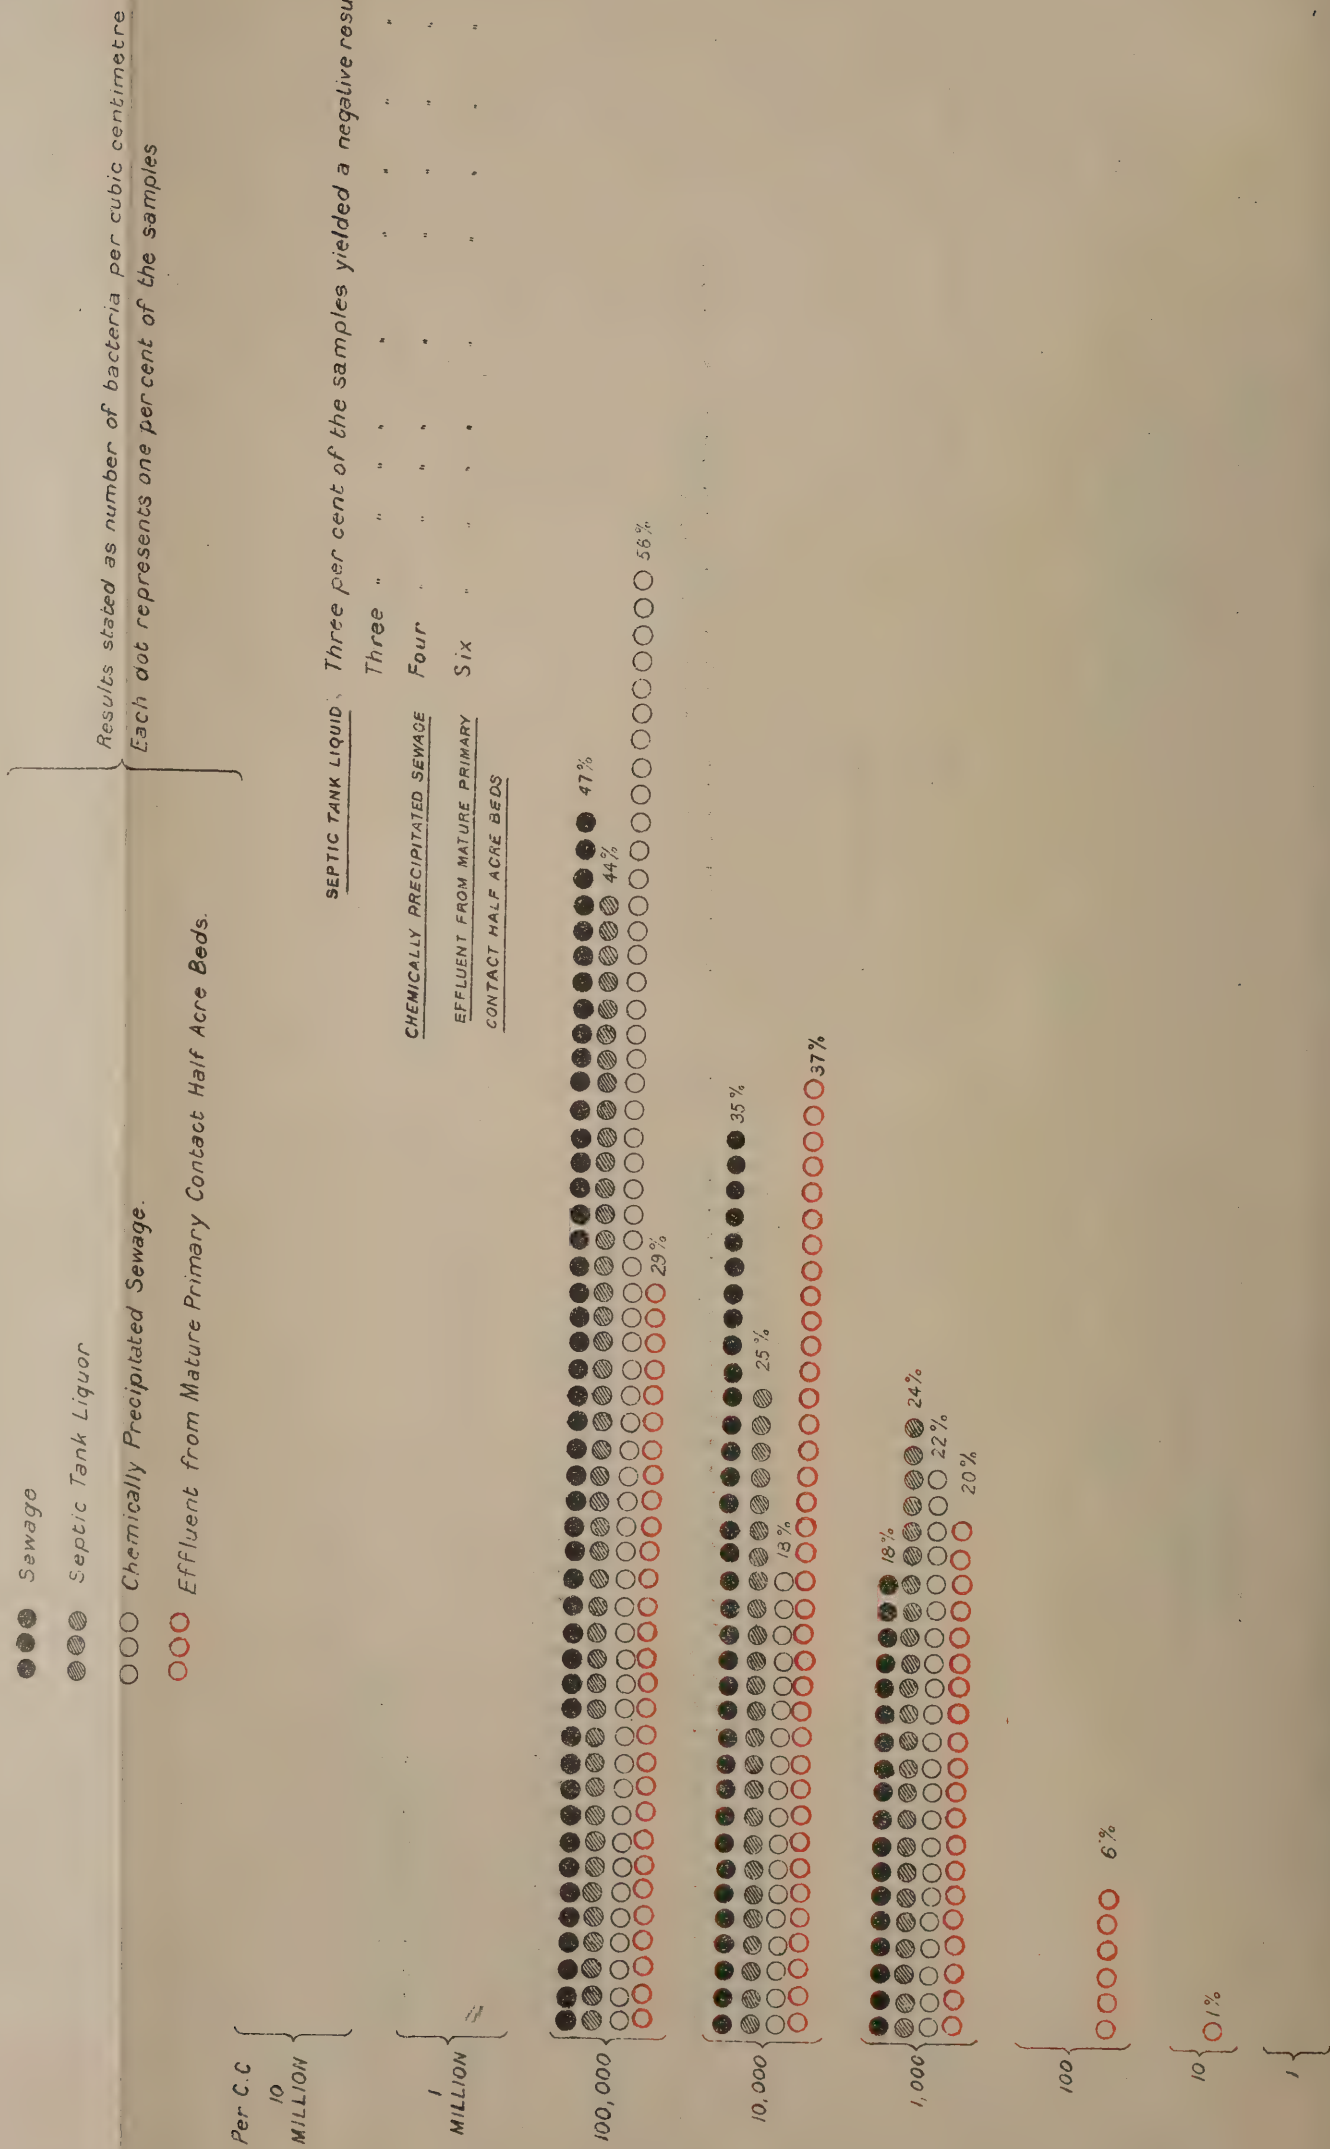 Sewage
Septic Tank Liquor
Chemically Precipitated Sewage.
Effluent from Mature Primary Contact Half Acre Beds.
Results stated as number of bacteria per cubic centimetre
Each dot represents one per cent of the samples
SEPTIC TANK LIQUID. Three per cent of the samples yielded a negative resu
Three " " " " " " " "
CHEMICALLY PRECIPITATED SEWAGE Four " " " " " " " "
EFFLUENT FROM MATURE PRIMARY Six " " " " " " " "
CONTACT HALF ACRE BEDS
Per C.C
10
MILLION
1
MILLION
100,000
47%
44%
56%
29%
10,000
35%
25%
18%
37%
1,000
18%
24%
22%
20%
100
6%
10
1%
1